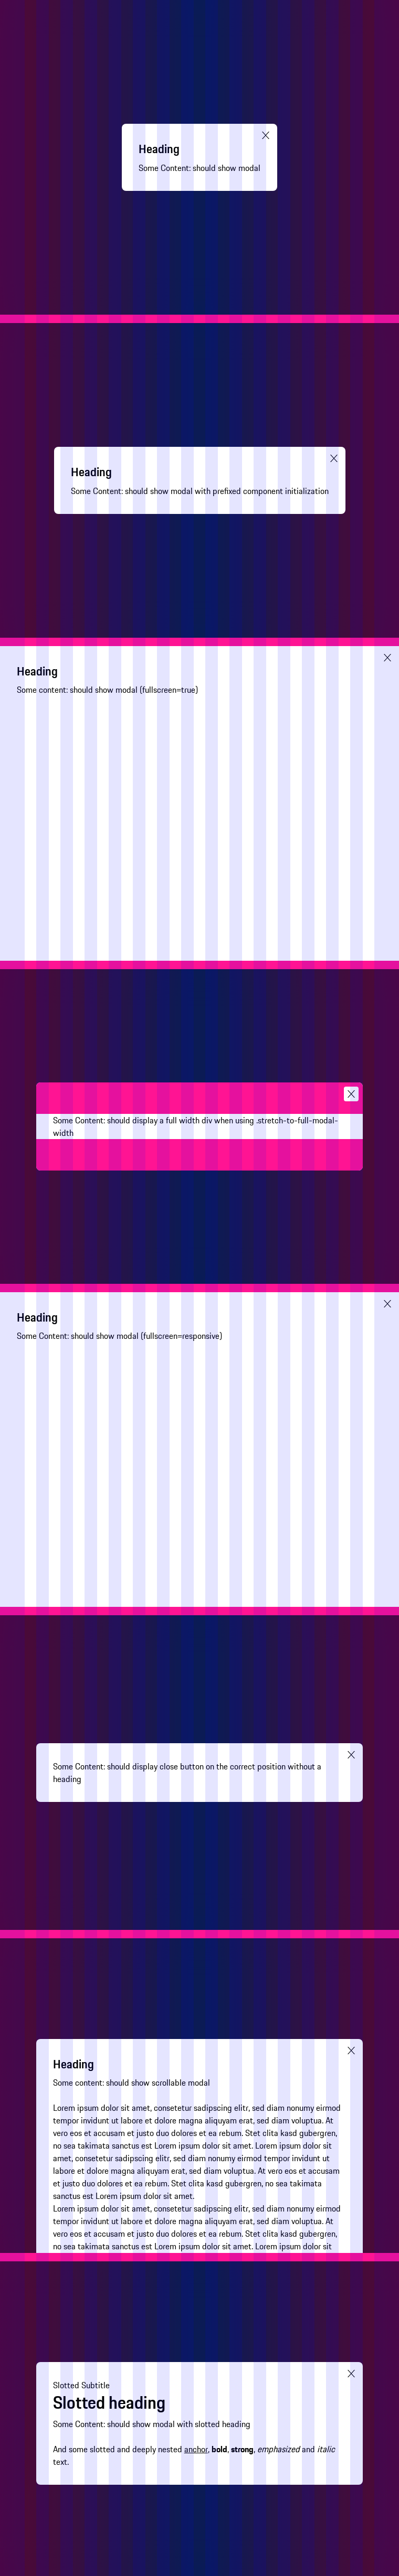 Heading
Some Content: should show modal
Heading
Some Content: should show modal with prefixed component initialization
Heading
Some content: should show modal (fullscreen=true)
Some Content: should display a full width div when using .stretch-to-full-modal-
width
Heading
Some Content: should show modal (fullscreen=responsive)
Some Content: should display close button on the correct position without a
heading
Heading
Some content: should show scrollable modal
Lorem ipsum dolor sit amet, consetetur sadipscing elitr, sed diam nonumy eirmod
tempor invidunt ut labore et dolore magna aliquyam erat, sed diam voluptua. At
vero eos et accusam et justo duo dolores et ea rebum. Stet clita kasd gubergren,
no sea takimata sanctus est Lorem ipsum dolor sit amet. Lorem ipsum dolor sit
amet, consetetur sadipscing elitr, sed diam nonumy eirmod tempor invidunt ut
labore et dolore magna aliquyam erat, sed diam voluptua. At vero eos et accusam
et justo duo dolores et ea rebum. Stet clita kasd gubergren, no sea takimata
sanctus est Lorem ipsum dolor sit amet.
Lorem ipsum dolor sit amet, consetetur sadipscing elitr, sed diam nonumy eirmod
tempor invidunt ut labore et dolore magna aliquyam erat, sed diam voluptua. At
vero eos et accusam et justo duo dolores et ea rebum. Stet clita kasd gubergren,
no sea takimata sanctus est Lorem ipsum dolor sit amet. Lorem ipsum dolor sit
Slotted Subtitle
Slotted heading
Some Content: should show modal with slotted heading
And some slotted and deeply nested anchor, bold, strong, emphasized and italic
text.